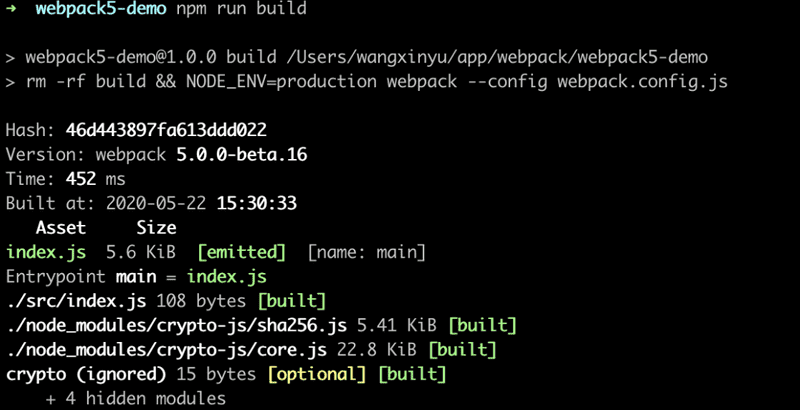 ➜ webpack5-demo npm run build
> webpack5-demo@1.0.0 build /Users/wangxinyu/app/webpack/webpack5-demo
> rm -rf build && NODE_ENV=production webpack --config webpack.config.js
Hash: 46d443897fa613ddd022
Version: webpack 5.0.0-beta.16
Time: 452 ms
Built at: 2020-05-22 15:30:33
Asset Size
index.js 5.6 KiB [emitted] [name: main]
Entrypoint main = index.js
./src/index.js 108 bytes [built]
./node_modules/crypto-js/sha256.js 5.41 KiB [built]
./node_modules/crypto-js/core.js 22.8 KiB [built]
crypto (ignored) 15 bytes [optional] [built]
+ 4 hidden modules